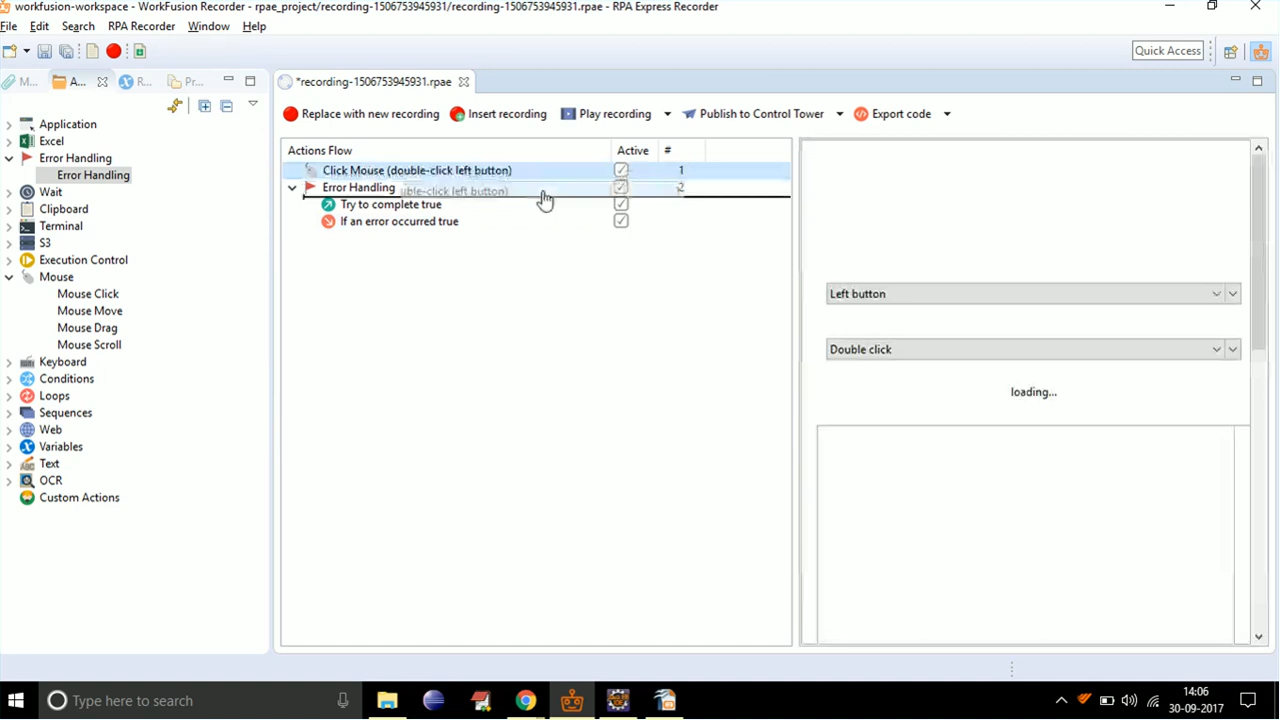 workfusion-workspace - WorkFusion Recorder - rpae_project/recording-1506753945931/recording-1506753945931.rpae - RPA Express Recorder
File Edit Search RPA Recorder Window Help
Quick Access
M... A... R... Pr...
*recording-1506753945931.rpae
Replace with new recording Insert recording Play recording Publish to Control Tower Export code
Application
Excel
Error Handling
Error Handling
Wait
Clipboard
Terminal
S3
Execution Control
Mouse
Mouse Click
Mouse Move
Mouse Drag
Mouse Scroll
Keyboard
Conditions
Loops
Sequences
Web
Variables
Text
OCR
Custom Actions
Actions Flow Active #
Click Mouse (double-click left button) 1
Error Handling uble-click left button) 2
Try to complete true
If an error occurred true
Left button
Double click
loading...
Type here to search
14:06
30-09-2017